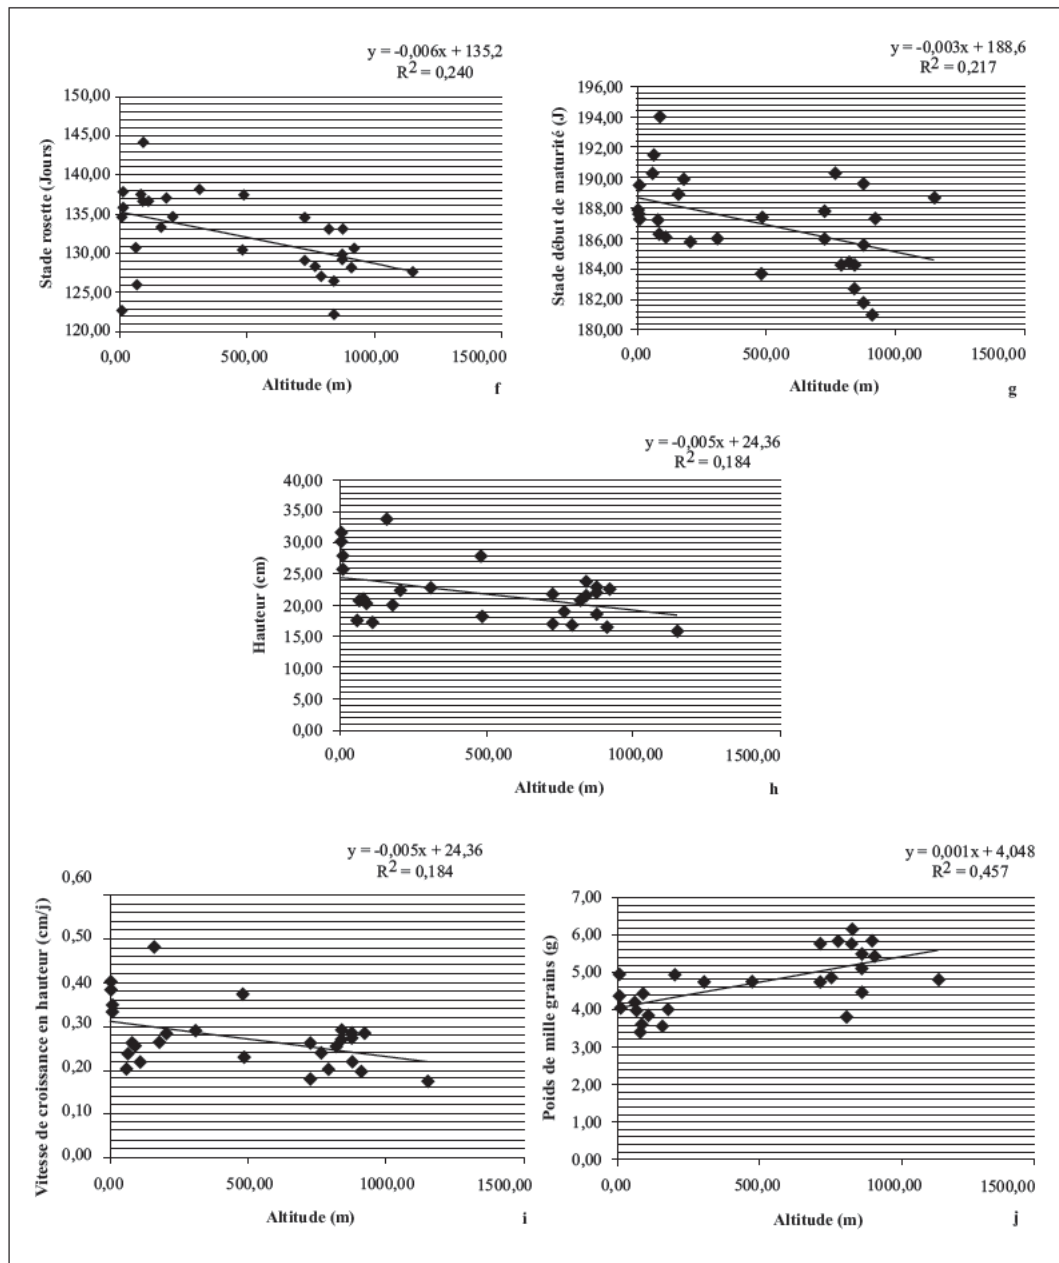 y = -0,006x + 135,2
R2 = 0,240
150,00
145,00
140,00
135,00
130,00
125,00
120,00
Stade rosette (Jours)
0,00 500,00 1000,00 1500,00
Altitude (m)
f
y = -0,003x + 188,6
R2 = 0,217
196,00
194,00
192,00
190,00
188,00
186,00
184,00
182,00
180,00
Stade début de maturité (J)
0,00 500,00 1000,00 1500,00
Altitude (m)
g
y = -0,005x + 24,36
R2 = 0,184
40,00
35,00
30,00
25,00
20,00
15,00
10,00
5,00
0,00
Hauteur (cm)
0,00 500,00 1000,00 1500,00
Altitude (m)
h
y = -0,005x + 24,36
R2 = 0,184
0,60
0,50
0,40
0,30
0,20
0,10
0,00
Vitesse de croissance en hauteur (cm/j)
0,00 500,00 1000,00 1500,00
Altitude (m)
i
y = 0,001x + 4,048
R2 = 0,457
7,00
6,00
5,00
4,00
3,00
2,00
1,00
0,00
Poids de mille grains (g)
0,00 500,00 1000,00 1500,00
Altitude (m)
j